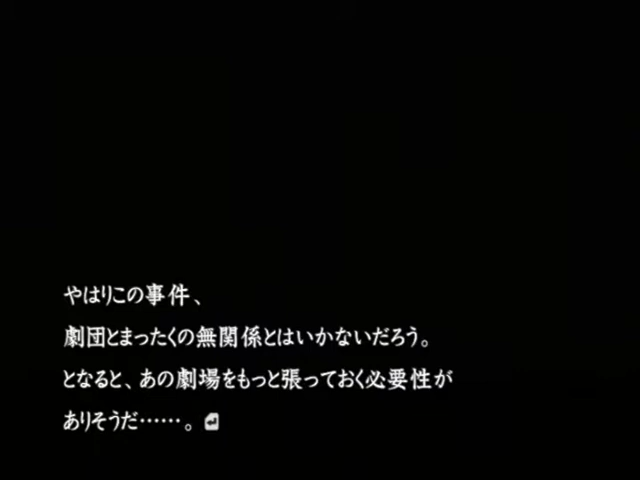 やはりこの事件、
劇団とまったくの無関係とはいかないだろう。
となると、あの劇場をもっと張っておく必要性が
ありそうだ……。